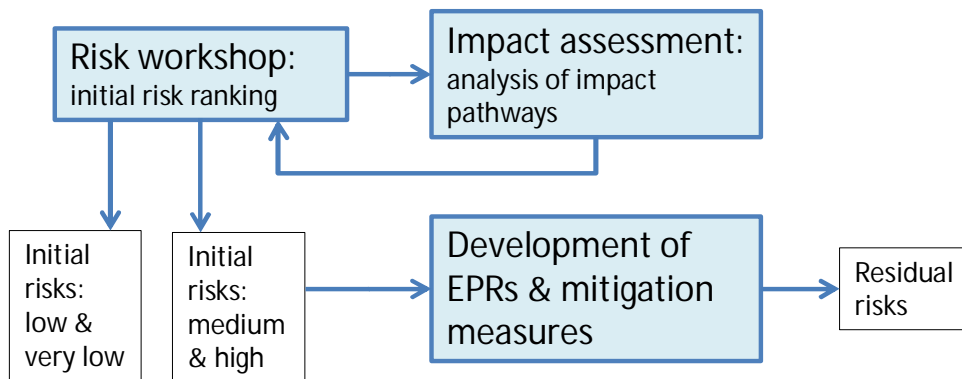 Risk workshop:
initial risk ranking
Impact assessment:
analysis of impact
pathways
Initial
risks:
low &
very low
Initial
risks:
medium
& high
Development of
EPRs & mitigation
measures
Residual
risks